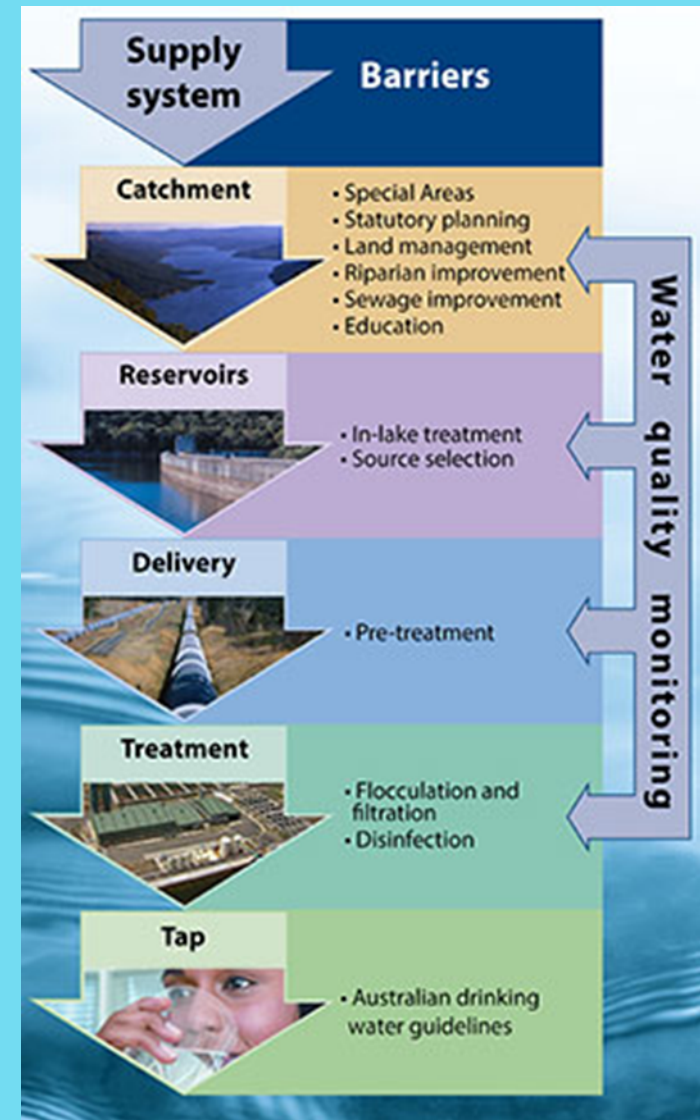 Supply
system
Barriers
Catchment
• Special Areas
• Statutory planning
• Land management
• Riparian improvement
• Sewage improvement
• Education
Reservoirs
• In-lake treatment
• Source selection
Delivery
• Pre-treatment
Treatment
• Flocculation and
filtration
• Disinfection
Tap
• Australian drinking
water guidelines
Water quality monitoring